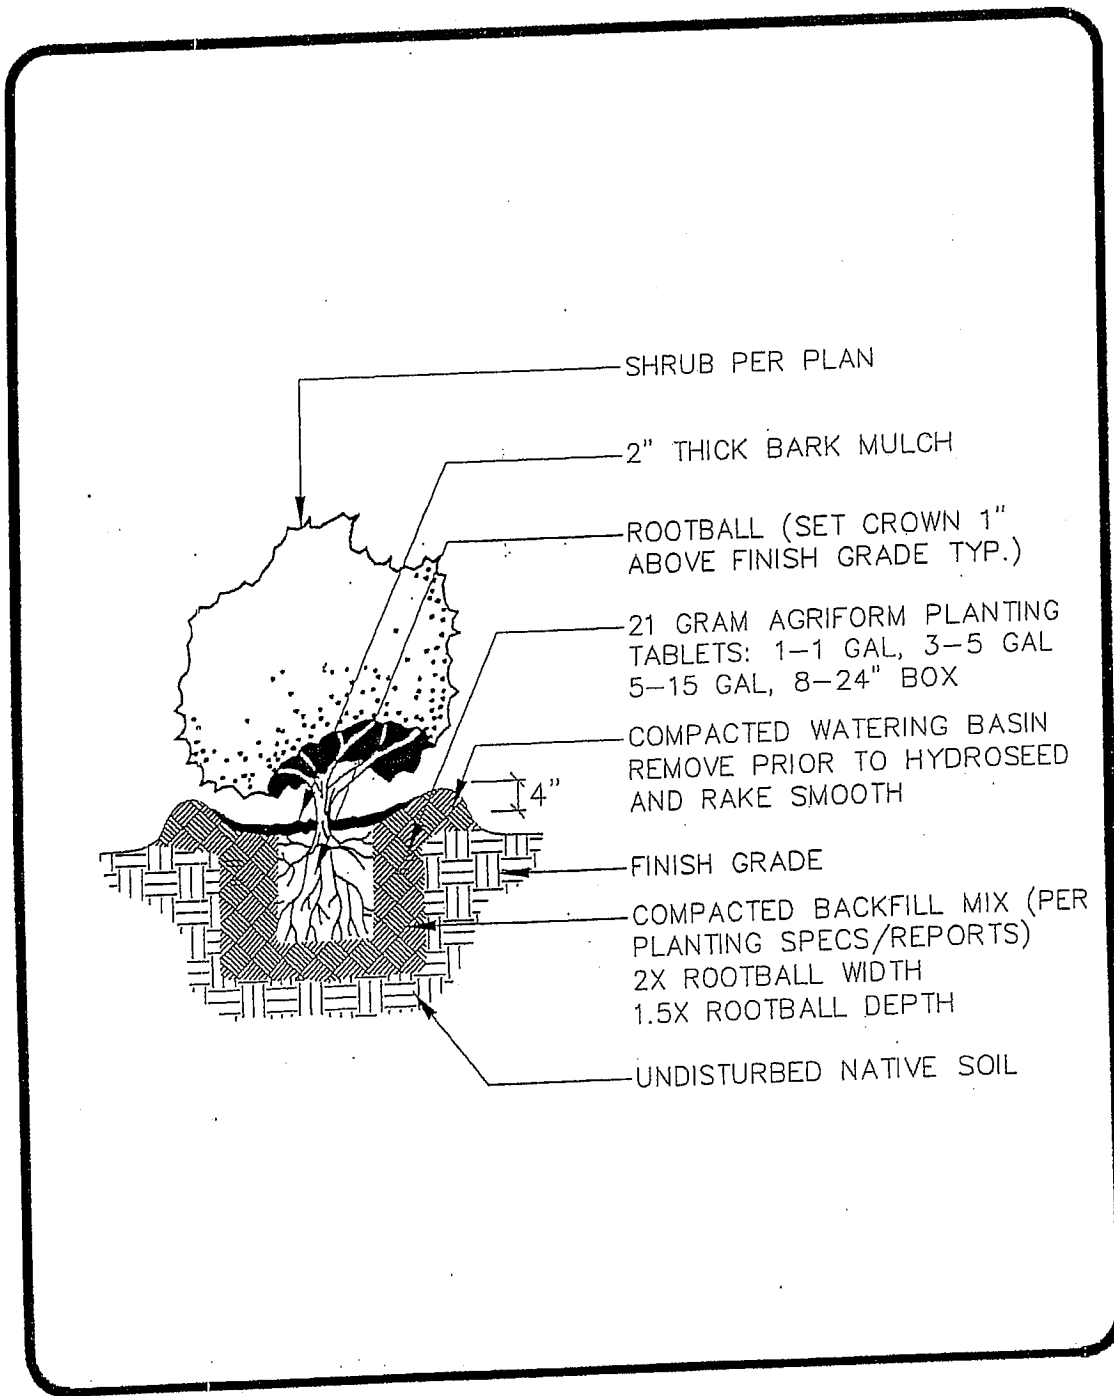 SHRUB PER PLAN
2" THICK BARK MULCH
ROOTBALL (SET CROWN 1"
ABOVE FINISH GRADE TYP.)
21 GRAM AGRIFORM PLANTING
TABLETS: 1-1 GAL, 3-5 GAL
5-15 GAL, 8-24" BOX
COMPACTED WATERING BASIN
REMOVE PRIOR TO HYDROSEED
AND RAKE SMOOTH
4"
FINISH GRADE
COMPACTED BACKFILL MIX (PER
PLANTING SPECS/REPORTS)
2X ROOTBALL WIDTH
1.5X ROOTBALL DEPTH
UNDISTURBED NATIVE SOIL